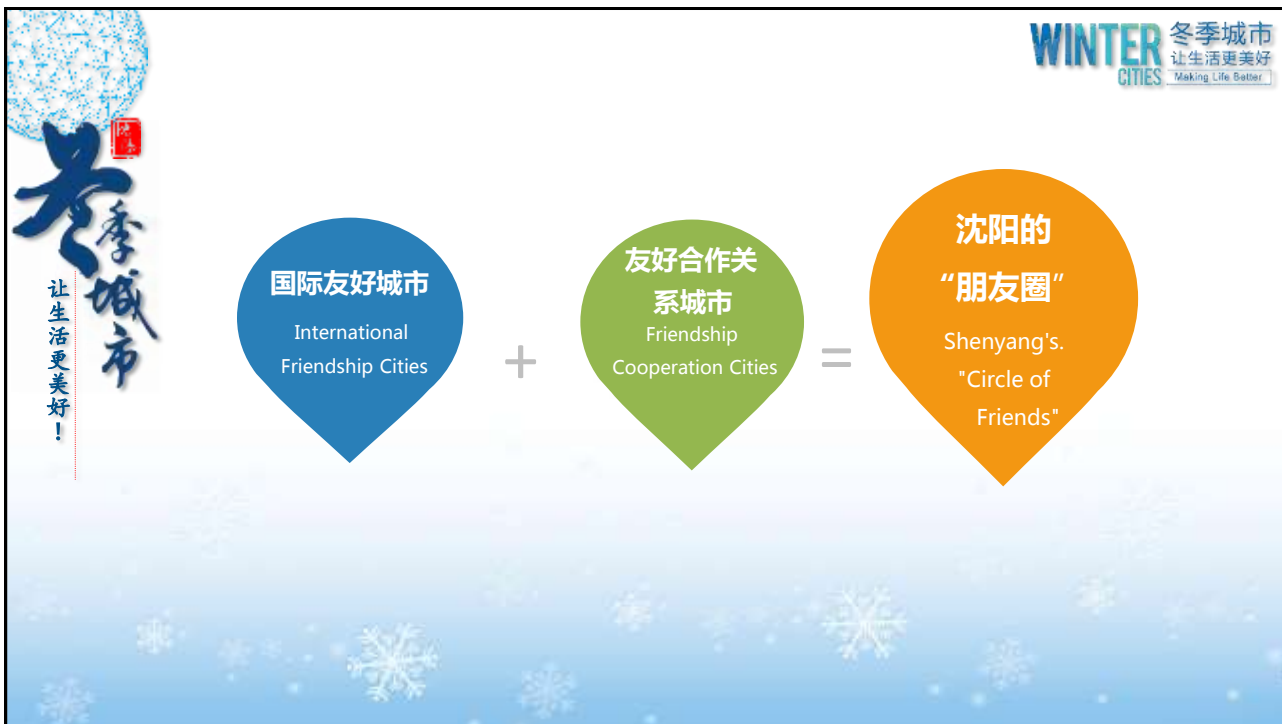 WINTER
CITIES
冬季城市
让生活更美好
Making Life Better
冬季城市
让生活更美好!
国际友好城市
International
Friendship Cities
+
友好合作关
系城市
Friendship
Cooperation Cities
=
沈阳的
“朋友圈”
Shenyang's.
"Circle of
Friends"